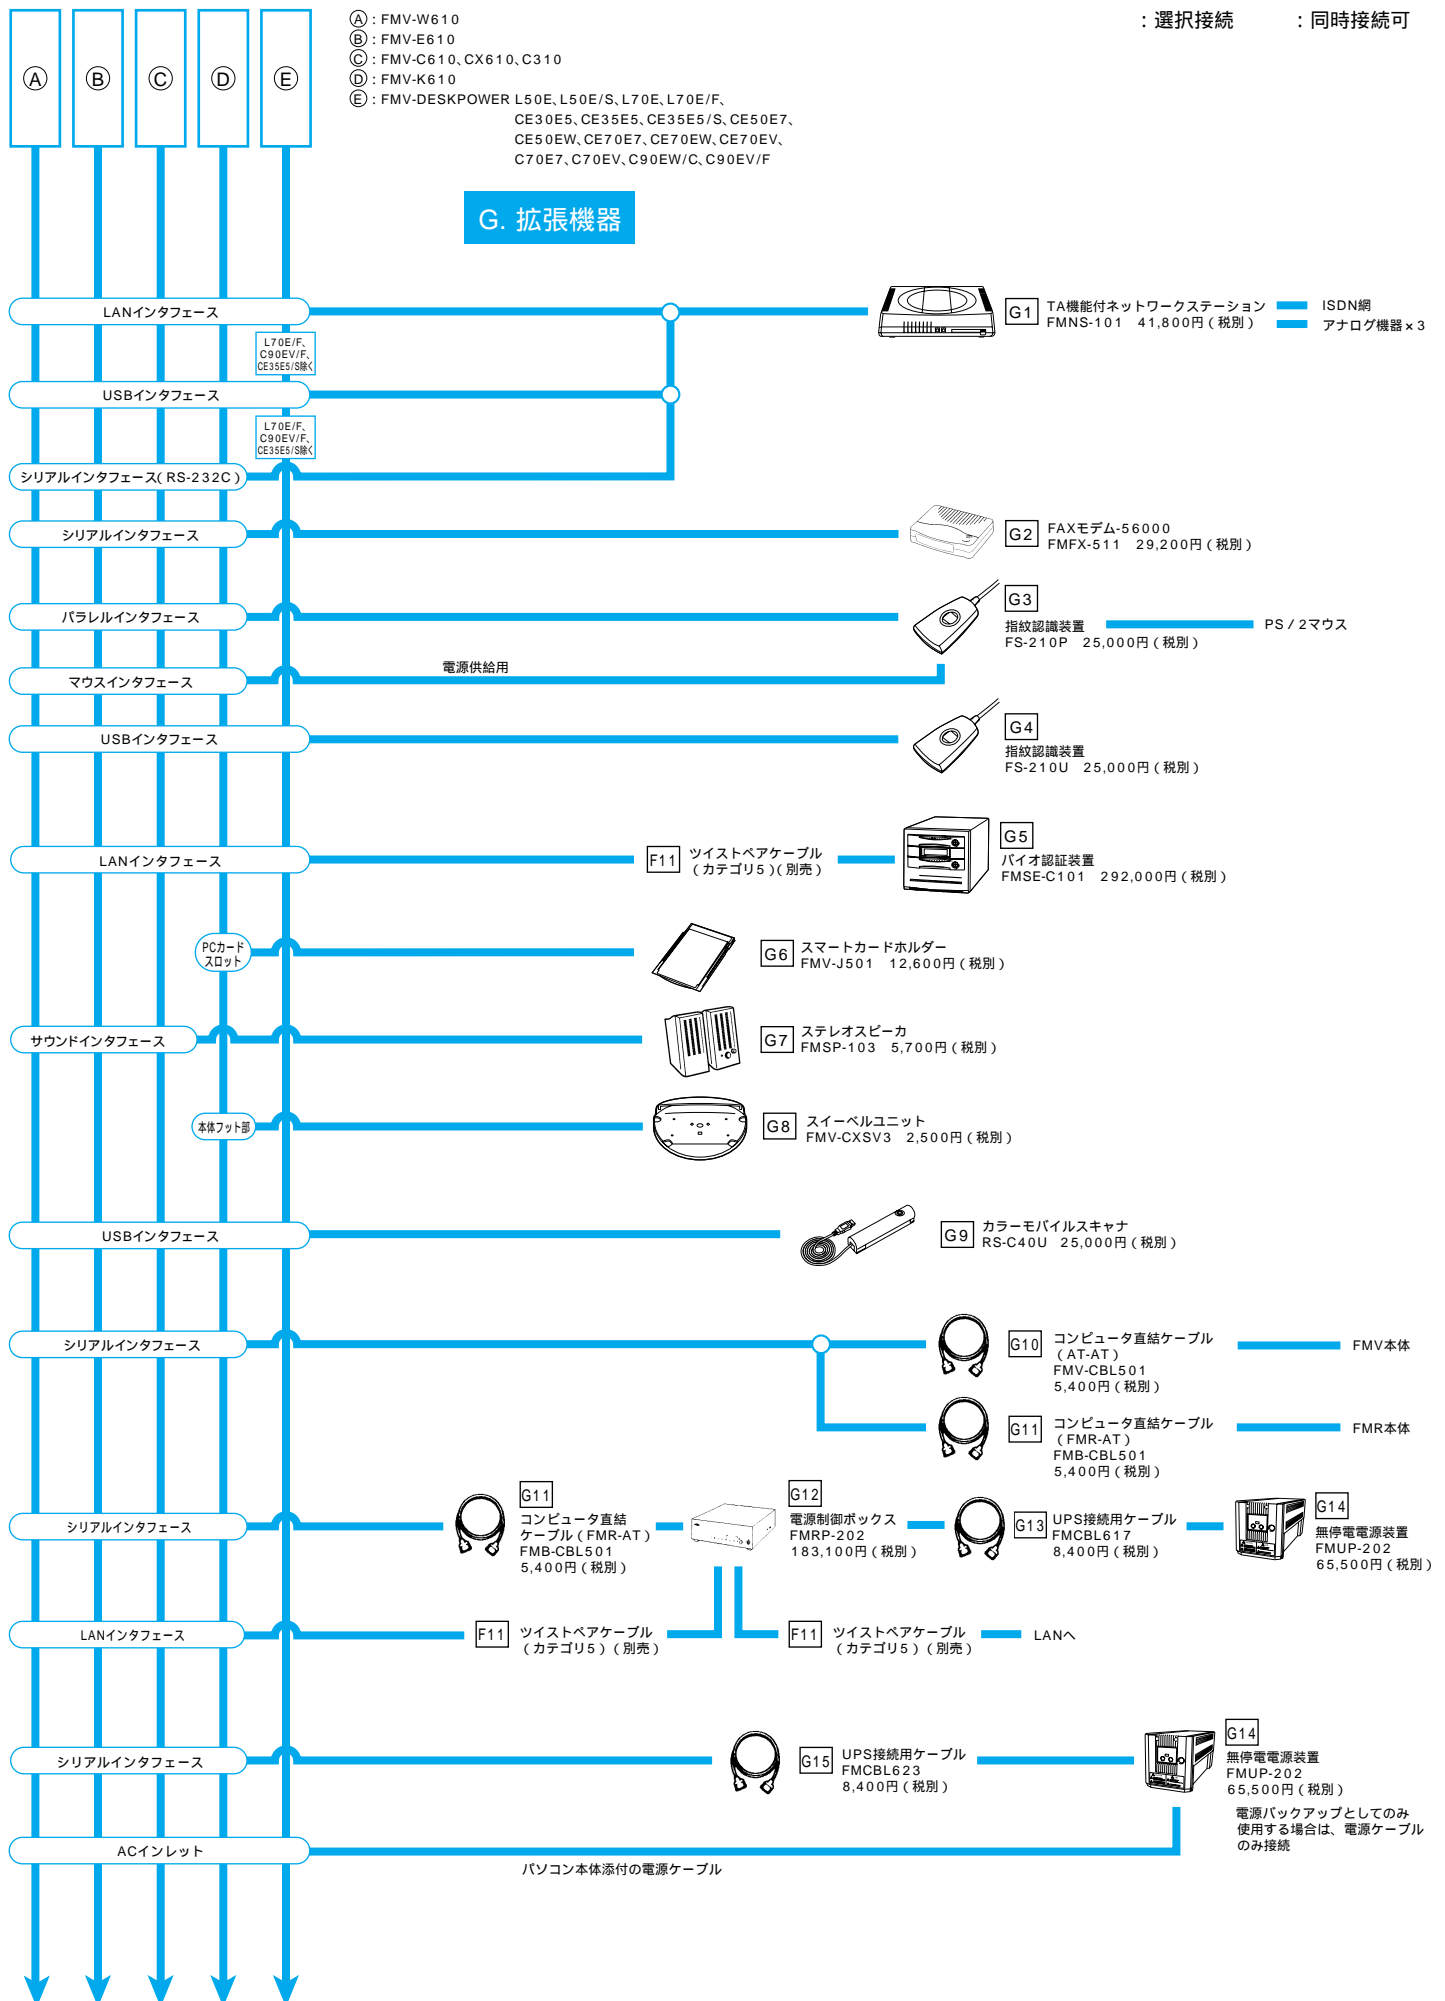 Ⓐ：FMV-W610
Ⓑ：FMV-E610
Ⓒ：FMV-C610、CX610、C310
Ⓓ：FMV-K610
Ⓔ：FMV-DESKPOWER L50E、L50E/S、L70E、L70E/F、
CE30E5、CE35E5、CE35E5/S、CE50E7、
CE50EW、CE70E7、CE70EW、CE70EV、
C70E7、C70EV、C90EW/C、C90EV/F
：選択接続　：同時接続可
Ⓐ Ⓑ Ⓒ Ⓓ Ⓔ
G. 拡張機器
LANインタフェース
G1 TA機能付ネットワークステーション
FMNS-101 41,800円（税別）
ISDN網
アナログ機器×3
L70E/F、
C90EV/F、
CE35E5/S除く
USBインタフェース
L70E/F、
C90EV/F、
CE35E5/S除く
シリアルインタフェース（RS-232C）
シリアルインタフェース
G2 FAXモデム-56000
FMFX-511 29,200円（税別）
パラレルインタフェース
G3
指紋認識装置
FS-210P 25,000円（税別）
PS／2マウス
マウスインタフェース
電源供給用
USBインタフェース
G4
指紋認識装置
FS-210U 25,000円（税別）
LANインタフェース
F11 ツイストペアケーブル
（カテゴリ5）（別売）
G5
バイオ認証装置
FMSE-C101 292,000円（税別）
PCカード
スロット
G6 スマートカードホルダー
FMV-J501 12,600円（税別）
サウンドインタフェース
G7 ステレオスピーカ
FMSP-103 5,700円（税別）
本体フット部
G8 スイーベルユニット
FMV-CXSV3 2,500円（税別）
USBインタフェース
G9 カラーモバイルスキャナ
RS-C40U 25,000円（税別）
シリアルインタフェース
G10 コンピュータ直結ケーブル
（AT-AT）
FMV-CBL501
5,400円（税別）
FMV本体
G11 コンピュータ直結ケーブル
（FMR-AT）
FMB-CBL501
5,400円（税別）
FMR本体
シリアルインタフェース
G11
コンピュータ直結
ケーブル（FMR-AT）
FMB-CBL501
5,400円（税別）
G12
電源制御ボックス
FMRP-202
183,100円（税別）
G13 UPS接続用ケーブル
FMCBL617
8,400円（税別）
G14
無停電電源装置
FMUP-202
65,500円（税別）
LANインタフェース
F11 ツイストペアケーブル
（カテゴリ5）（別売）
F11 ツイストペアケーブル
（カテゴリ5）（別売）
LANへ
シリアルインタフェース
G15 UPS接続用ケーブル
FMCBL623
8,400円（税別）
G14
無停電電源装置
FMUP-202
65,500円（税別）
電源バックアップとしてのみ
使用する場合は、電源ケーブル
のみ接続
ACインレット
パソコン本体添付の電源ケーブル